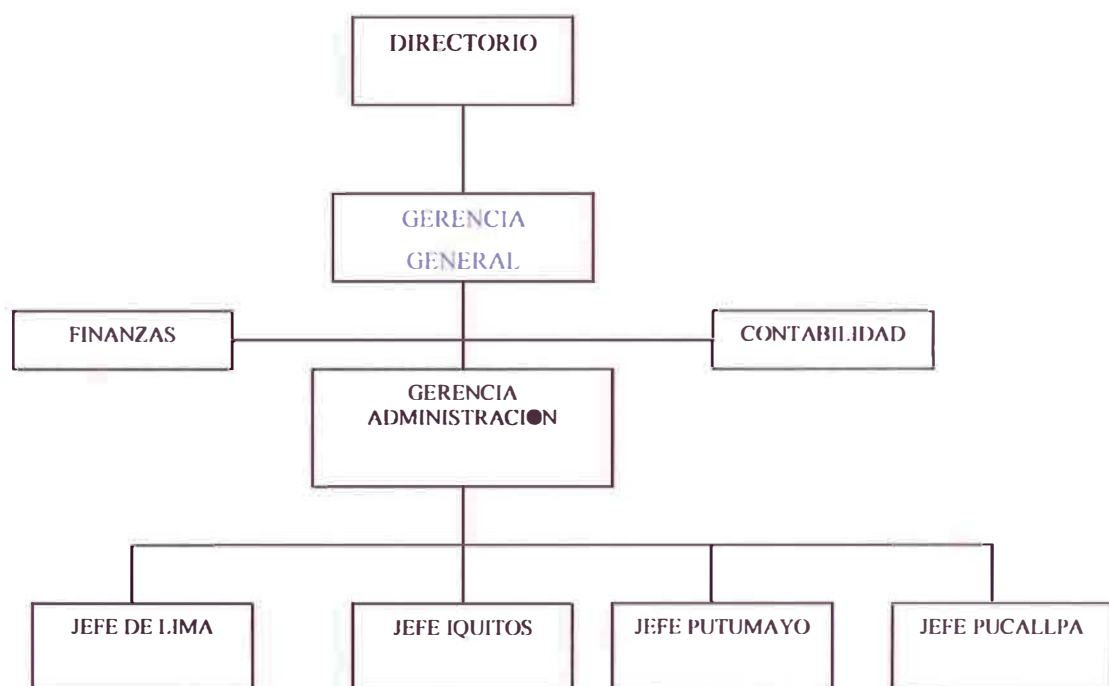 DIRECTORIO
GERENCIA
GENERAL
FINANZAS
CONTABILIDAD
GERENCIA
ADMINISTRACION
JEFE DE LIMA
JEFE IQUITOS
JEFE PUTUMAYO
JEFE PUCALLPA